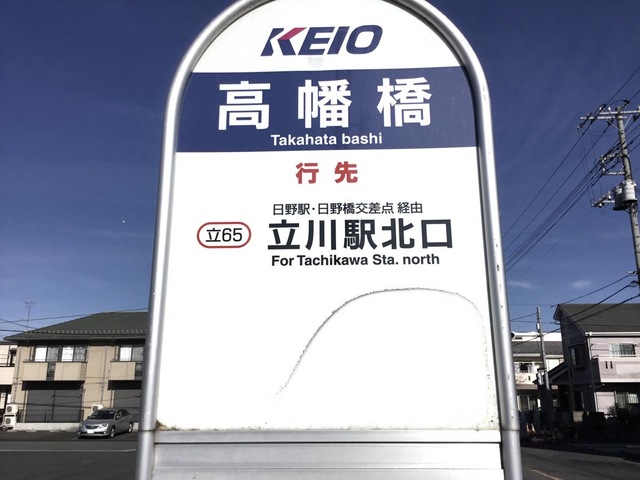 KEIO
高幡橋
Takahata bashi
行先
日野駅・日野橋交差点 経由
立65 立川駅北口
For Tachikawa Sta. north